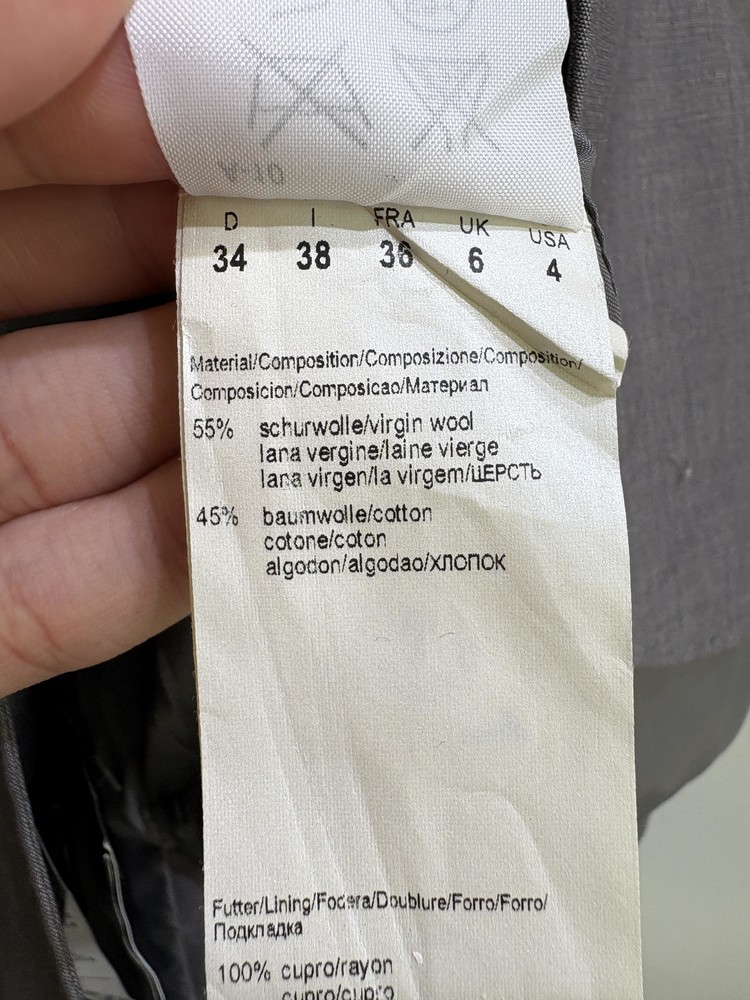 D I FRA UK USA
34 38 36 6 4
Material/Composition/Composizione/Composition/
Composicion/Composicao/Материал
55% schurwolle/virgin wool
lana vergine/laine vierge
lana virgen/la virgem/ШЕРСТЬ
45% baumwolle/cotton
cotone/coton
algodon/algodao/ХЛОПОК
Futter/Lining/Fodera/Doublure/Forro/Forro/
Подкладка
100% cupro/rayon
cupro/cupro